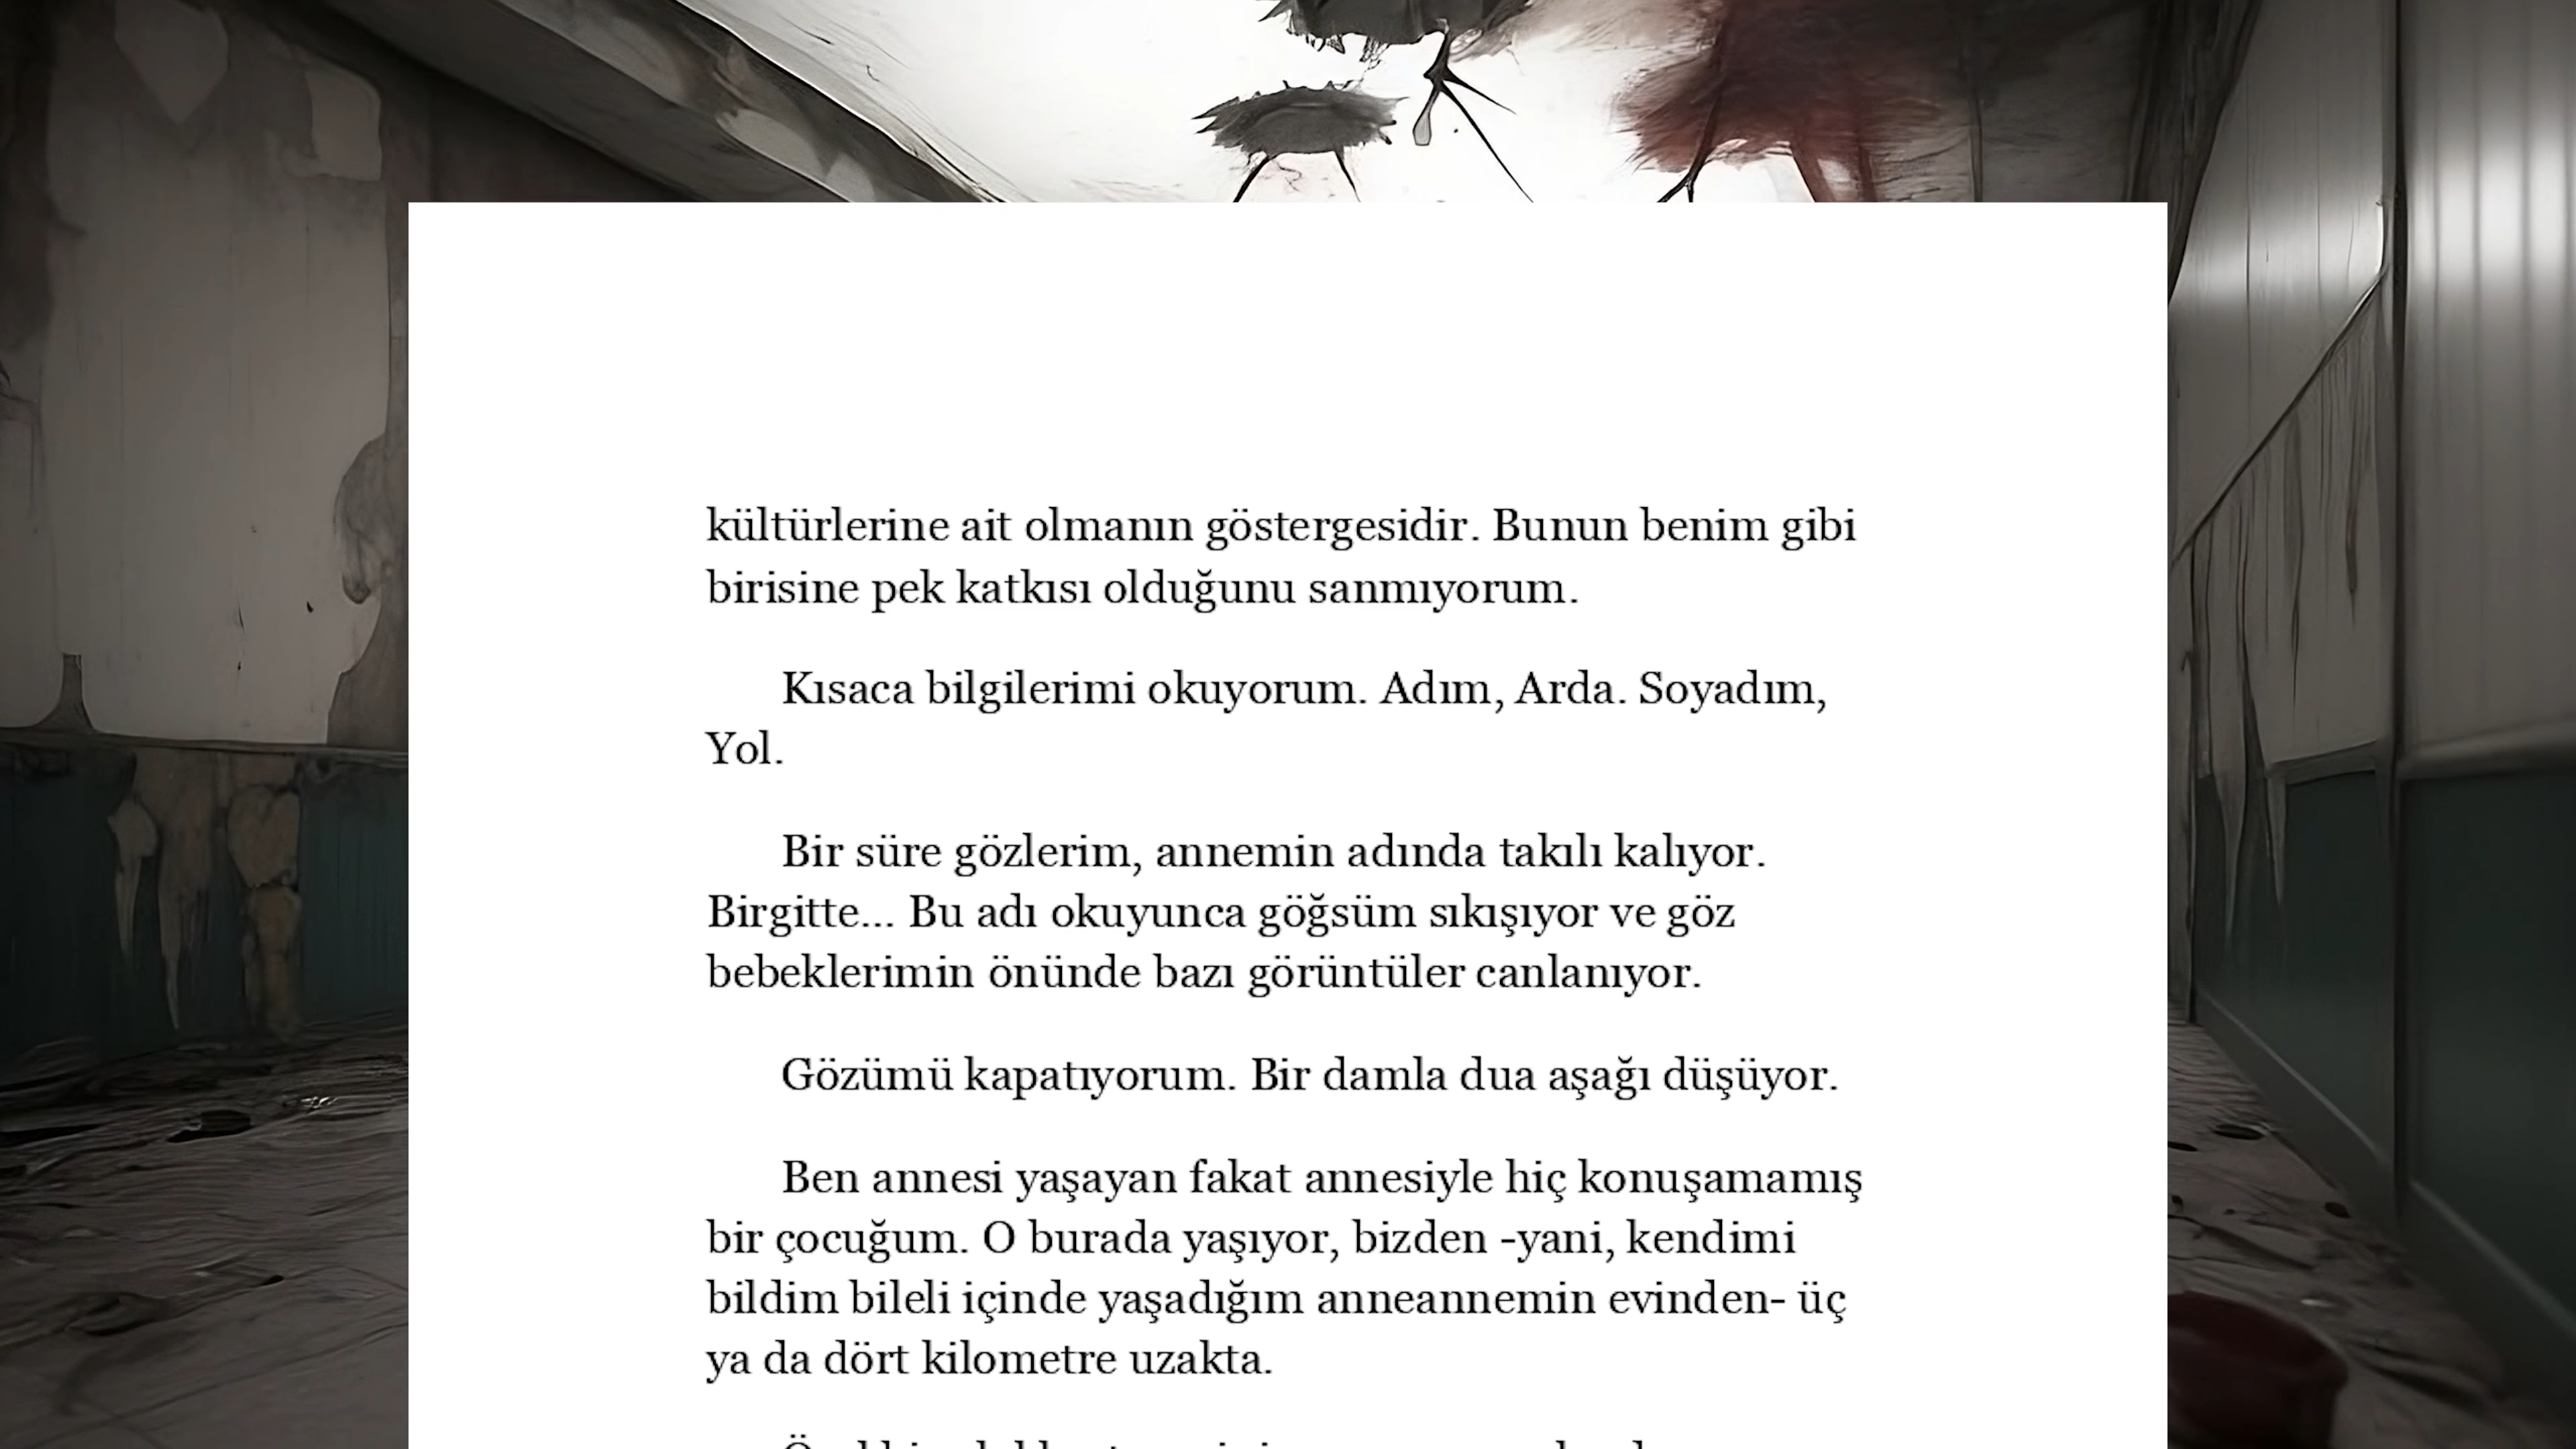 kültürlerine ait olmanın göstergesidir. Bunun benim gibi
birisine pek katkısı olduğunu sanmıyorum.
Kısaca bilgilerimi okuyorum. Adım, Arda. Soyadım,
Yol.
Bir süre gözlerim, annemin adında takılı kalıyor.
Birgitte... Bu adı okuyunca göğsüm sıkışıyor ve göz
bebeklerimin önünde bazı görüntüler canlanıyor.
Gözümü kapatıyorum. Bir damla dua aşağı düşüyor.
Ben annesi yaşayan fakat annesiyle hiç konuşamamış
bir çocuğum. O burada yaşıyor, bizden -yani, kendimi
bildim bileli içinde yaşadığım anneannemin evinden- üç
ya da dört kilometre uzakta.